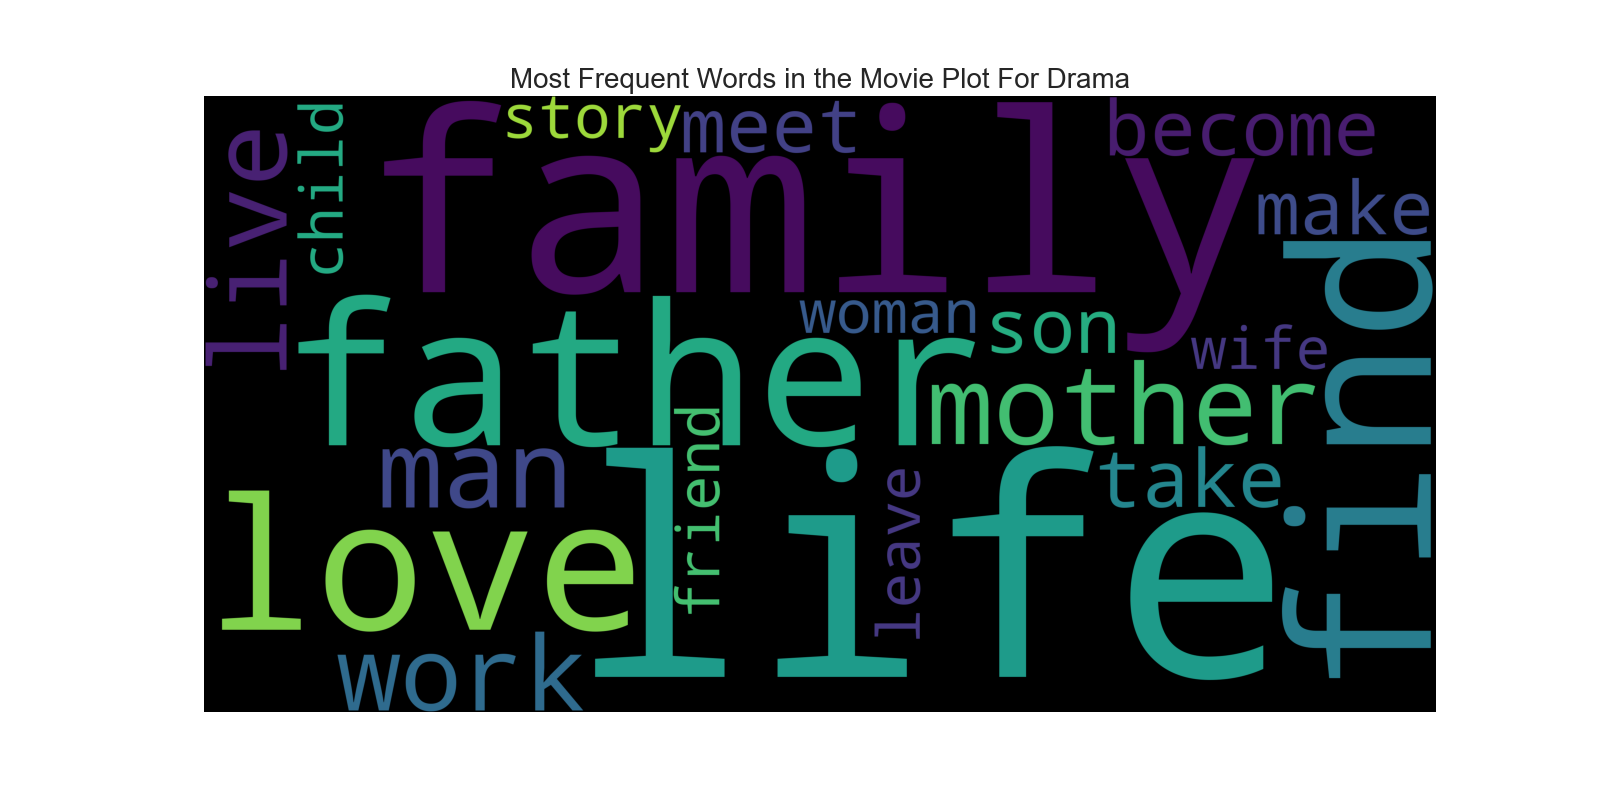 Most Frequent Words in the Movie Plot For Drama
story
meet
become
child
live
family
make
find
woman
son
wife
father
mother
man
friend
leave
take
love
life
work